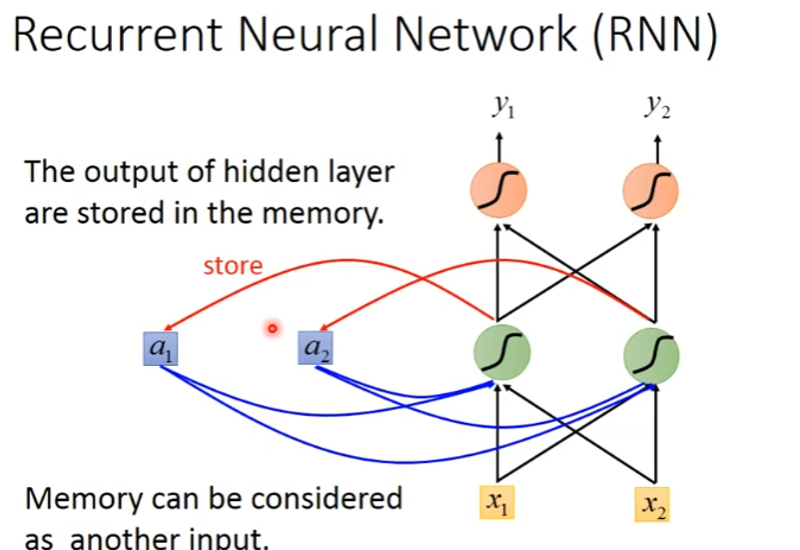 Recurrent Neural Network (RNN)
y₁ y₂
The output of hidden layer
are stored in the memory.
store
a₁ a₂
Memory can be considered
x₁ x₂
as another input.